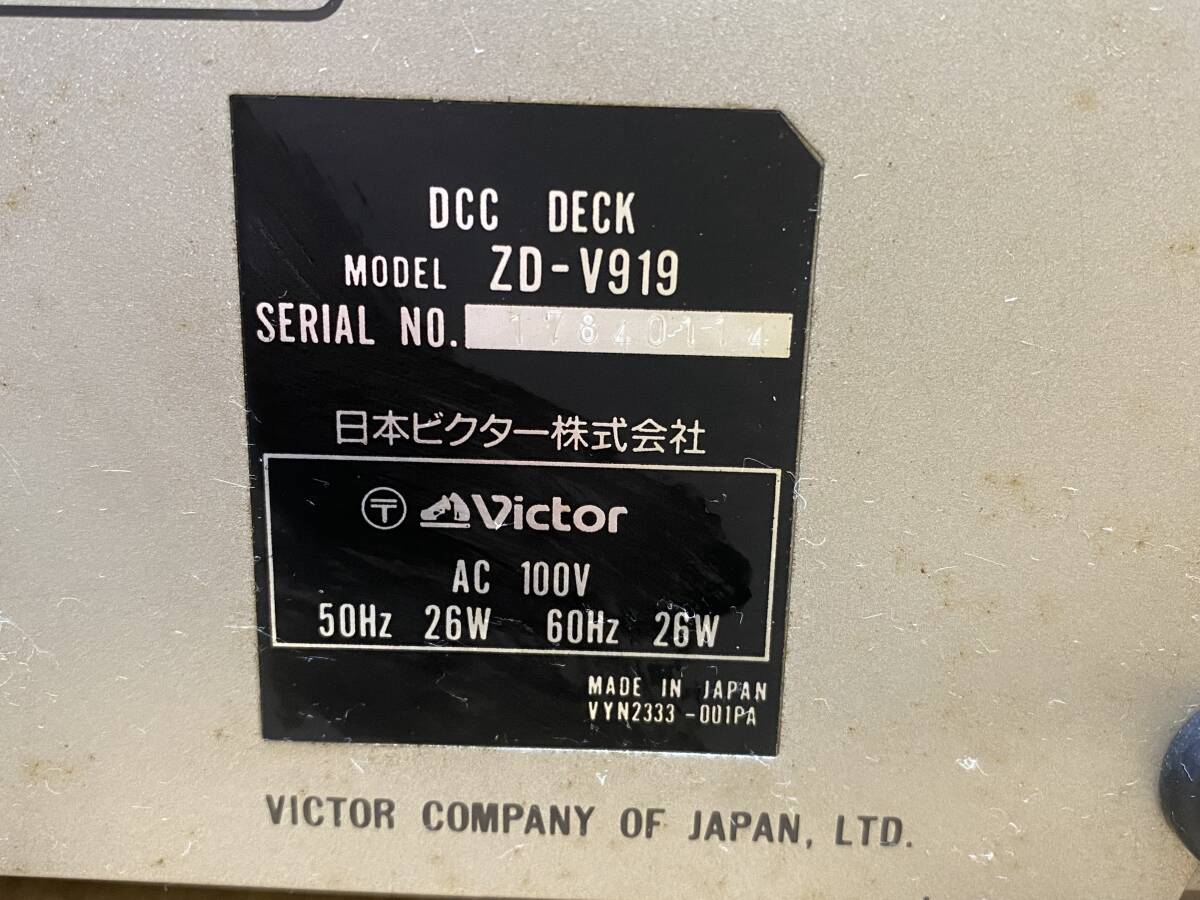 DCC DECK
MODEL ZD-V919
SERIAL NO. 17840114
日本ビクター株式会社
〒 Victor
AC 100V
50Hz 26W 60Hz 26W
MADE IN JAPAN
VYN2333-001PA
VICTOR COMPANY OF JAPAN, LTD.